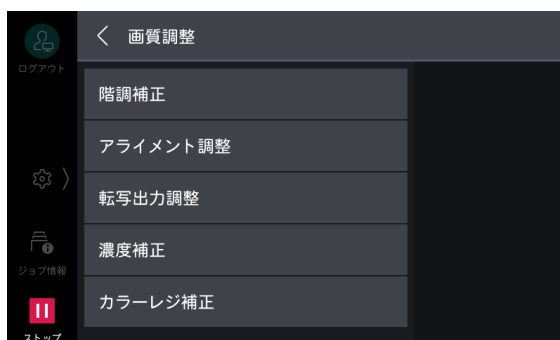 画質調整
ログアウト
階調補正
アライメント調整
転写出力調整
濃度補正
ジョブ情報
カラーレジ補正
ストップ